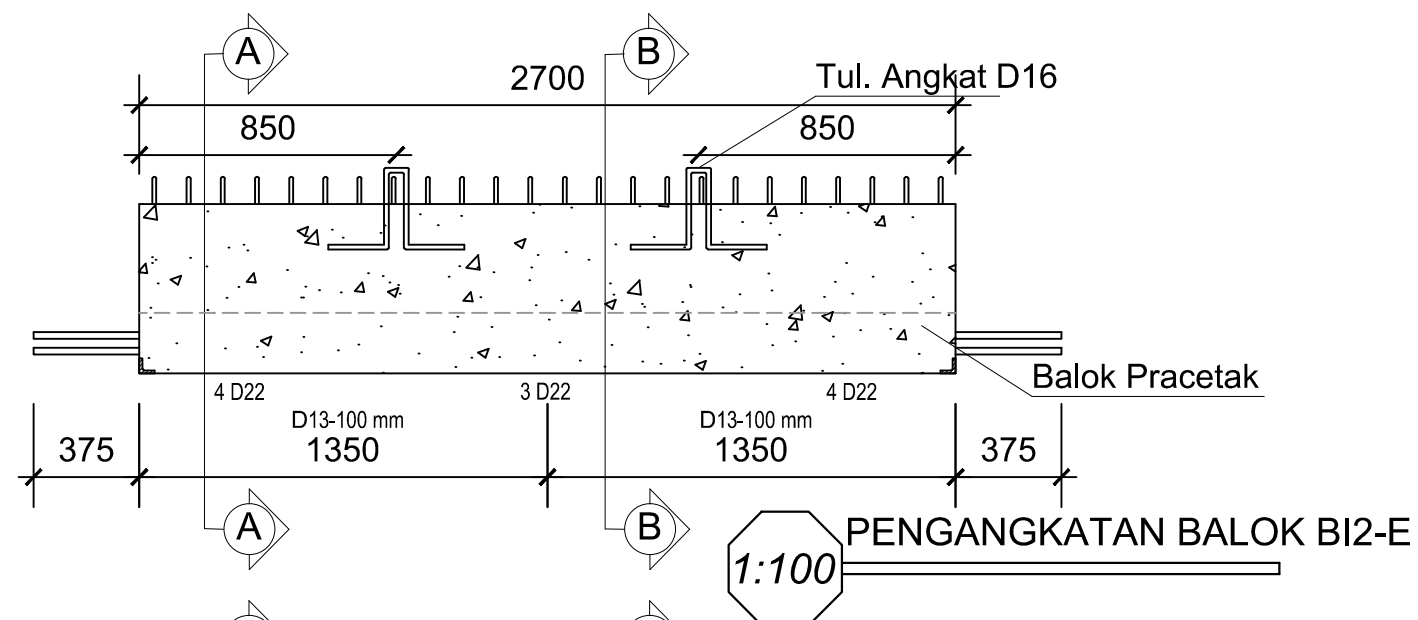 A
B
2700
Tul. Angkat D16
850
850
Balok Pracetak
4 D22
3 D22
4 D22
D13-100 mm
D13-100 mm
375
1350
1350
375
A
B
PENGANGKATAN BALOK BI2-E
1:100